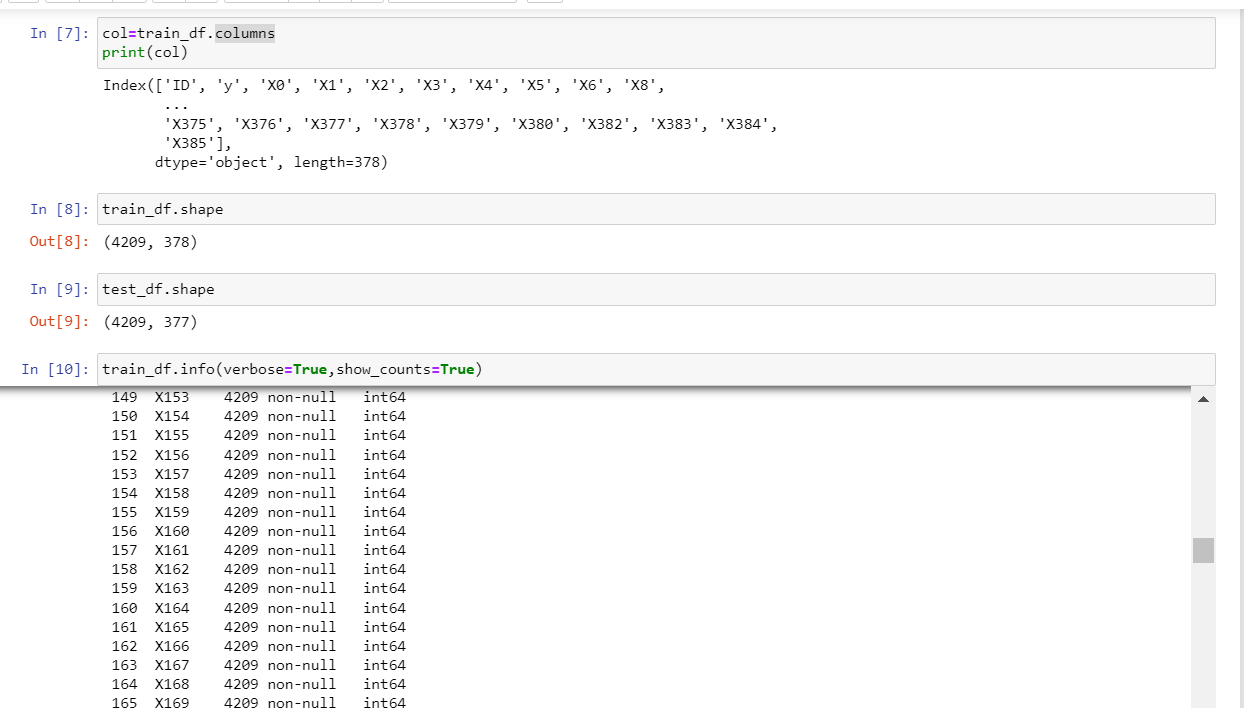 In [7]: col=train_df.columns
print(col)
Index(['ID', 'y', 'X0', 'X1', 'X2', 'X3', 'X4', 'X5', 'X6', 'X8',
...
'X375', 'X376', 'X377', 'X378', 'X379', 'X380', 'X382', 'X383', 'X384',
'X385'],
dtype='object', length=378)
In [8]: train_df.shape
Out[8]: (4209, 378)
In [9]: test_df.shape
Out[9]: (4209, 377)
In [10]: train_df.info(verbose=True,show_counts=True)
149 X153 4209 non-null int64
150 X154 4209 non-null int64
151 X155 4209 non-null int64
152 X156 4209 non-null int64
153 X157 4209 non-null int64
154 X158 4209 non-null int64
155 X159 4209 non-null int64
156 X160 4209 non-null int64
157 X161 4209 non-null int64
158 X162 4209 non-null int64
159 X163 4209 non-null int64
160 X164 4209 non-null int64
161 X165 4209 non-null int64
162 X166 4209 non-null int64
163 X167 4209 non-null int64
164 X168 4209 non-null int64
165 X169 4209 non-null int64